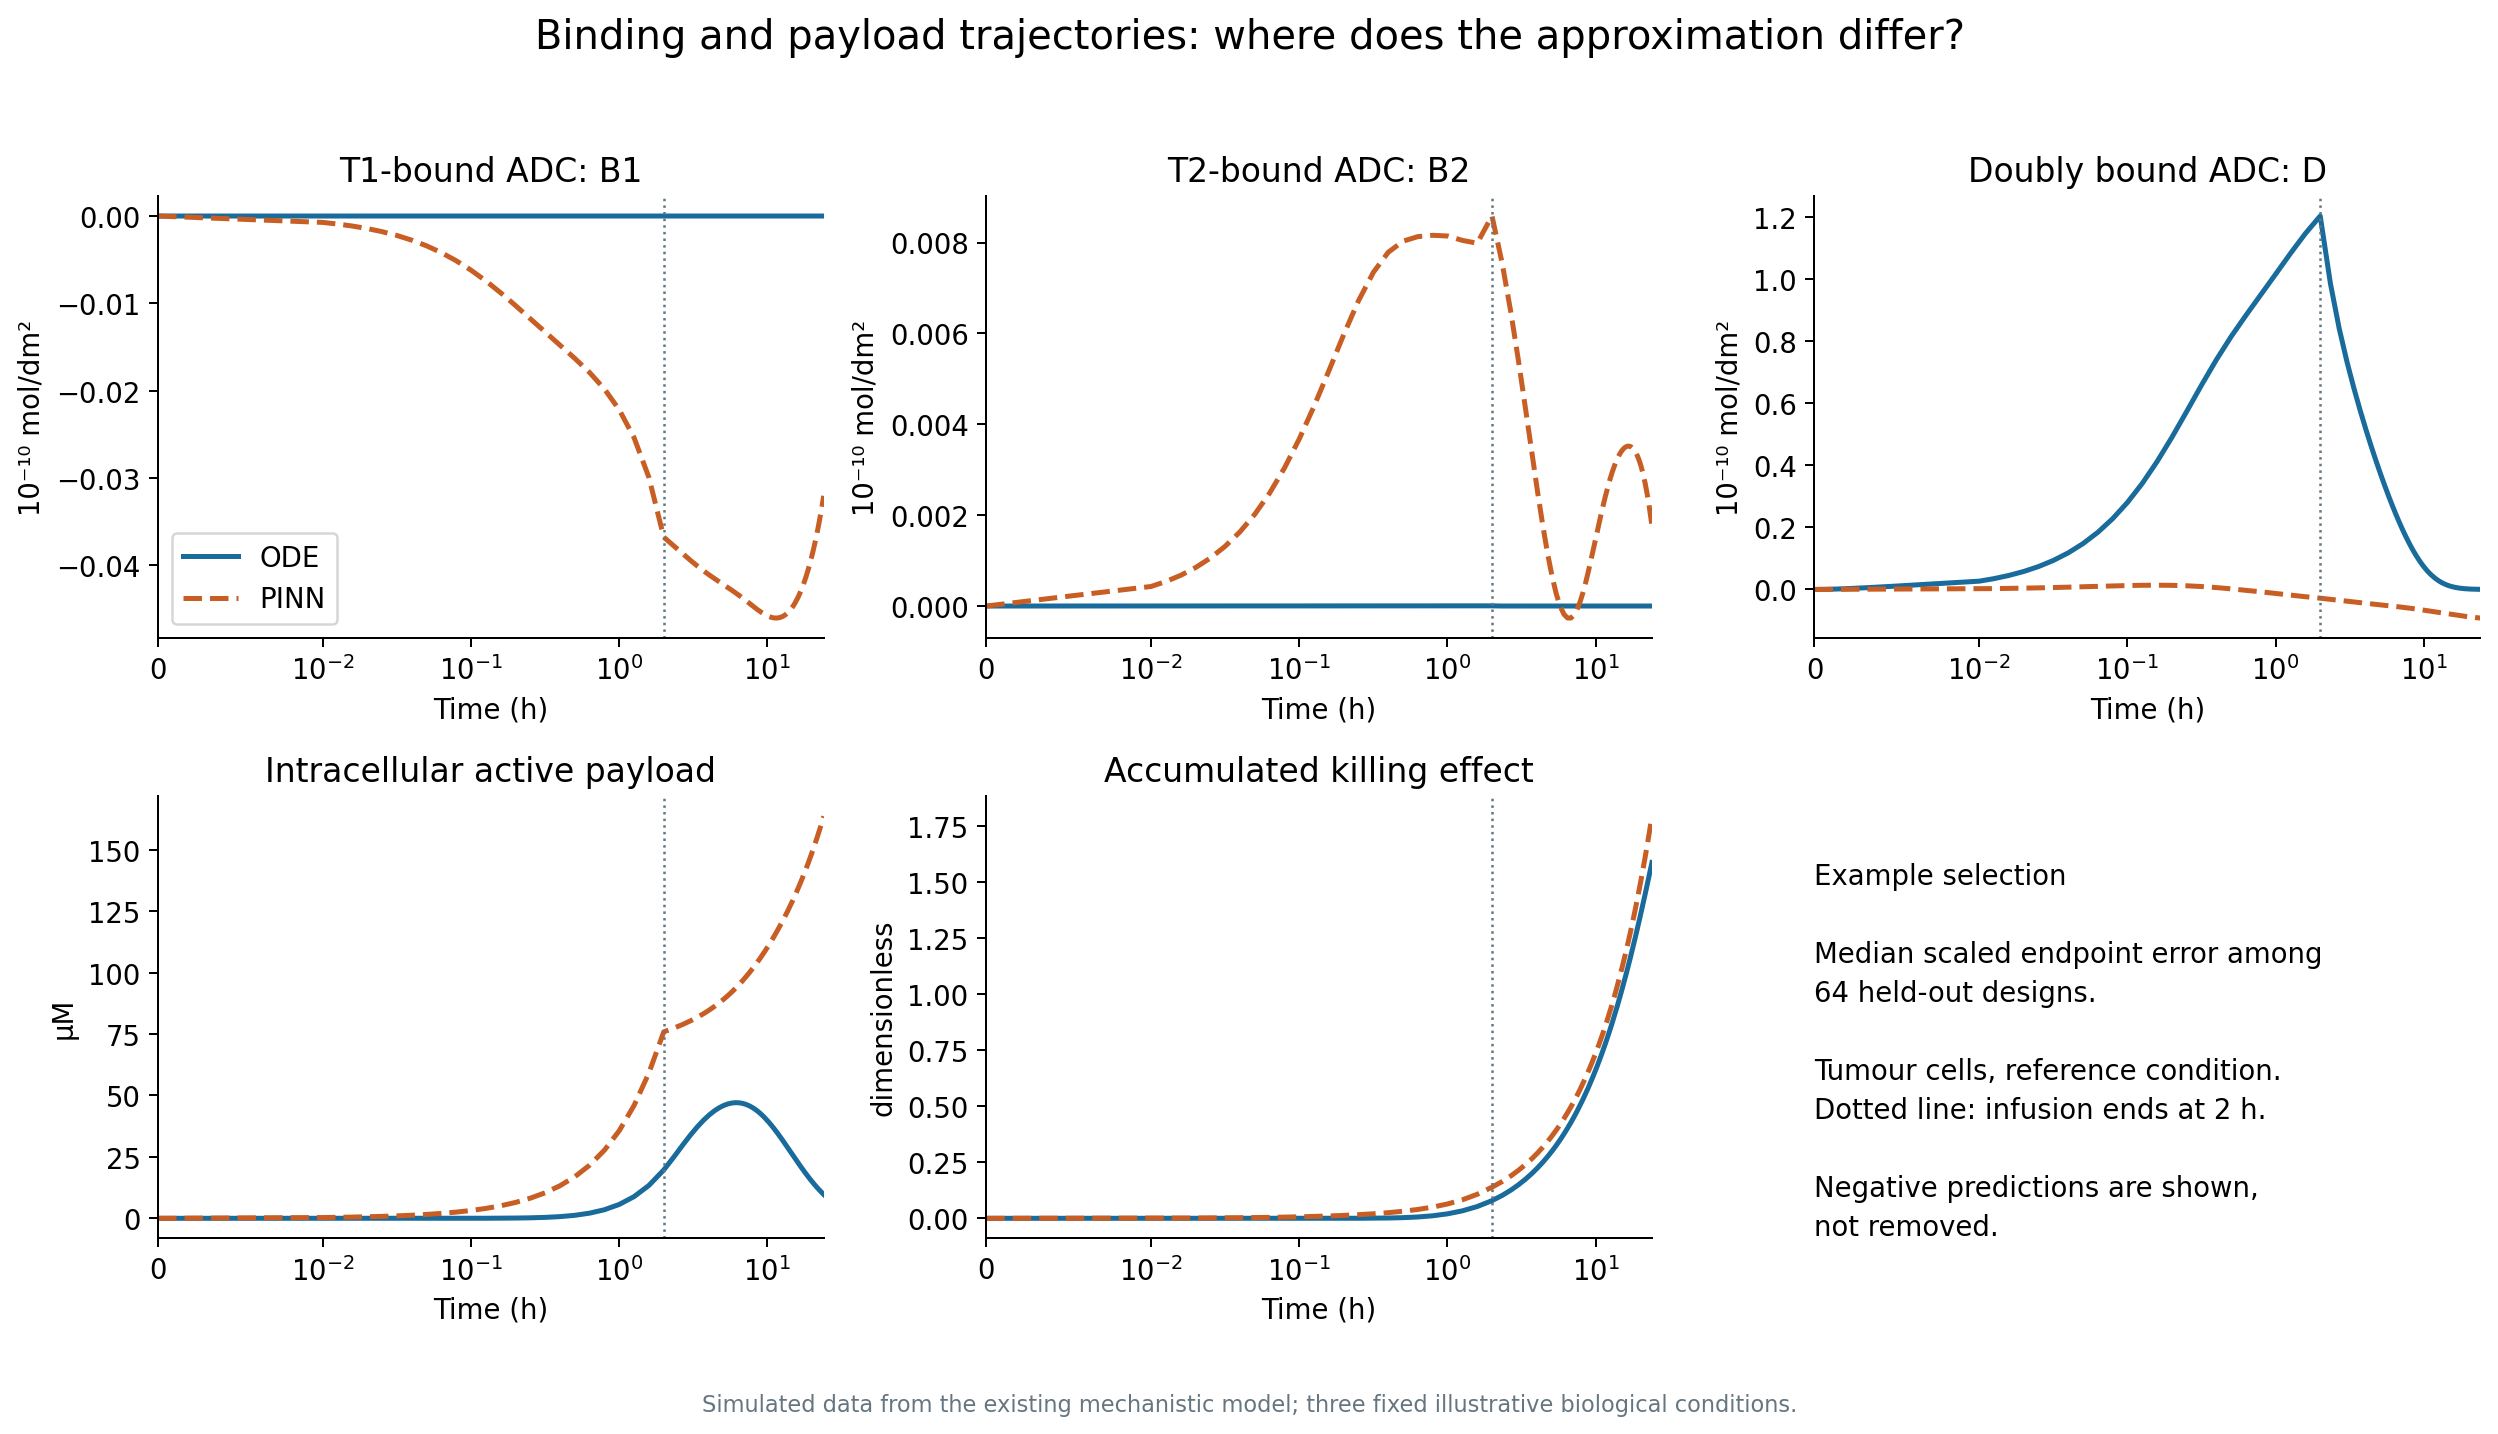 Binding and payload trajectories: where does the approximation differ?
T1-bound ADC: B1
10⁻¹⁰ mol/dm²
0.00
−0.01
−0.02
−0.03
−0.04
ODE
PINN
0
10⁻²
10⁻¹
10⁰
10¹
Time (h)
T2-bound ADC: B2
10⁻¹⁰ mol/dm²
0.008
0.006
0.004
0.002
0.000
0
10⁻²
10⁻¹
10⁰
10¹
Time (h)
Doubly bound ADC: D
10⁻¹⁰ mol/dm²
1.2
1.0
0.8
0.6
0.4
0.2
0.0
0
10⁻²
10⁻¹
10⁰
10¹
Time (h)
Intracellular active payload
µM
150
125
100
75
50
25
0
0
10⁻²
10⁻¹
10⁰
10¹
Time (h)
Accumulated killing effect
dimensionless
1.75
1.50
1.25
1.00
0.75
0.50
0.25
0.00
0
10⁻²
10⁻¹
10⁰
10¹
Time (h)
Example selection
Median scaled endpoint error among
64 held-out designs.
Tumour cells, reference condition.
Dotted line: infusion ends at 2 h.
Negative predictions are shown,
not removed.
Simulated data from the existing mechanistic model; three fixed illustrative biological conditions.